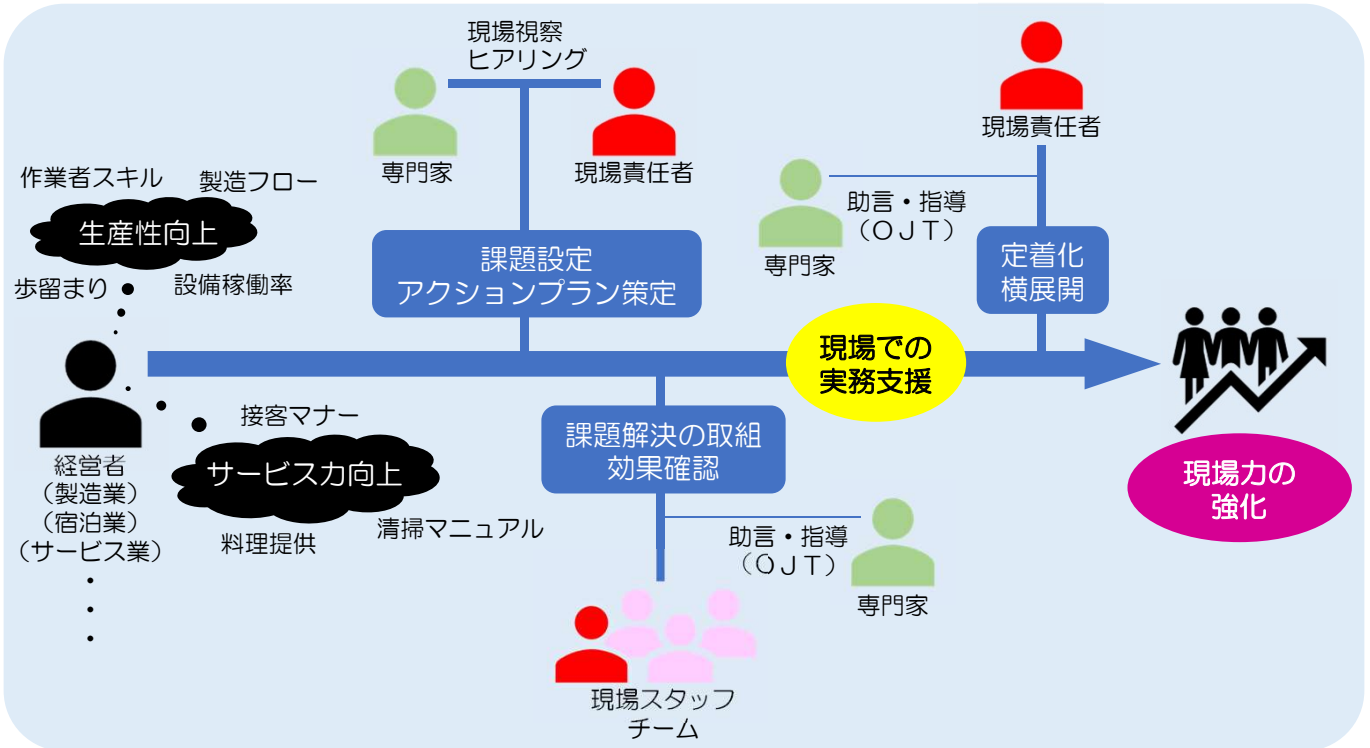 現場視察
ヒアリング
専門家
現場責任者
現場責任者
専門家
助言・指導
（ＯＪＴ）
作業者スキル
製造フロー
生産性向上
歩留まり
設備稼働率
課題設定
アクションプラン策定
定着化
横展開
現場での
実務支援
経営者
（製造業）
（宿泊業）
（サービス業）
・
・
・
接客マナー
サービス力向上
料理提供
清掃マニュアル
課題解決の取組
効果確認
助言・指導
（ＯＪＴ）
専門家
現場スタッフ
チーム
現場力の
強化